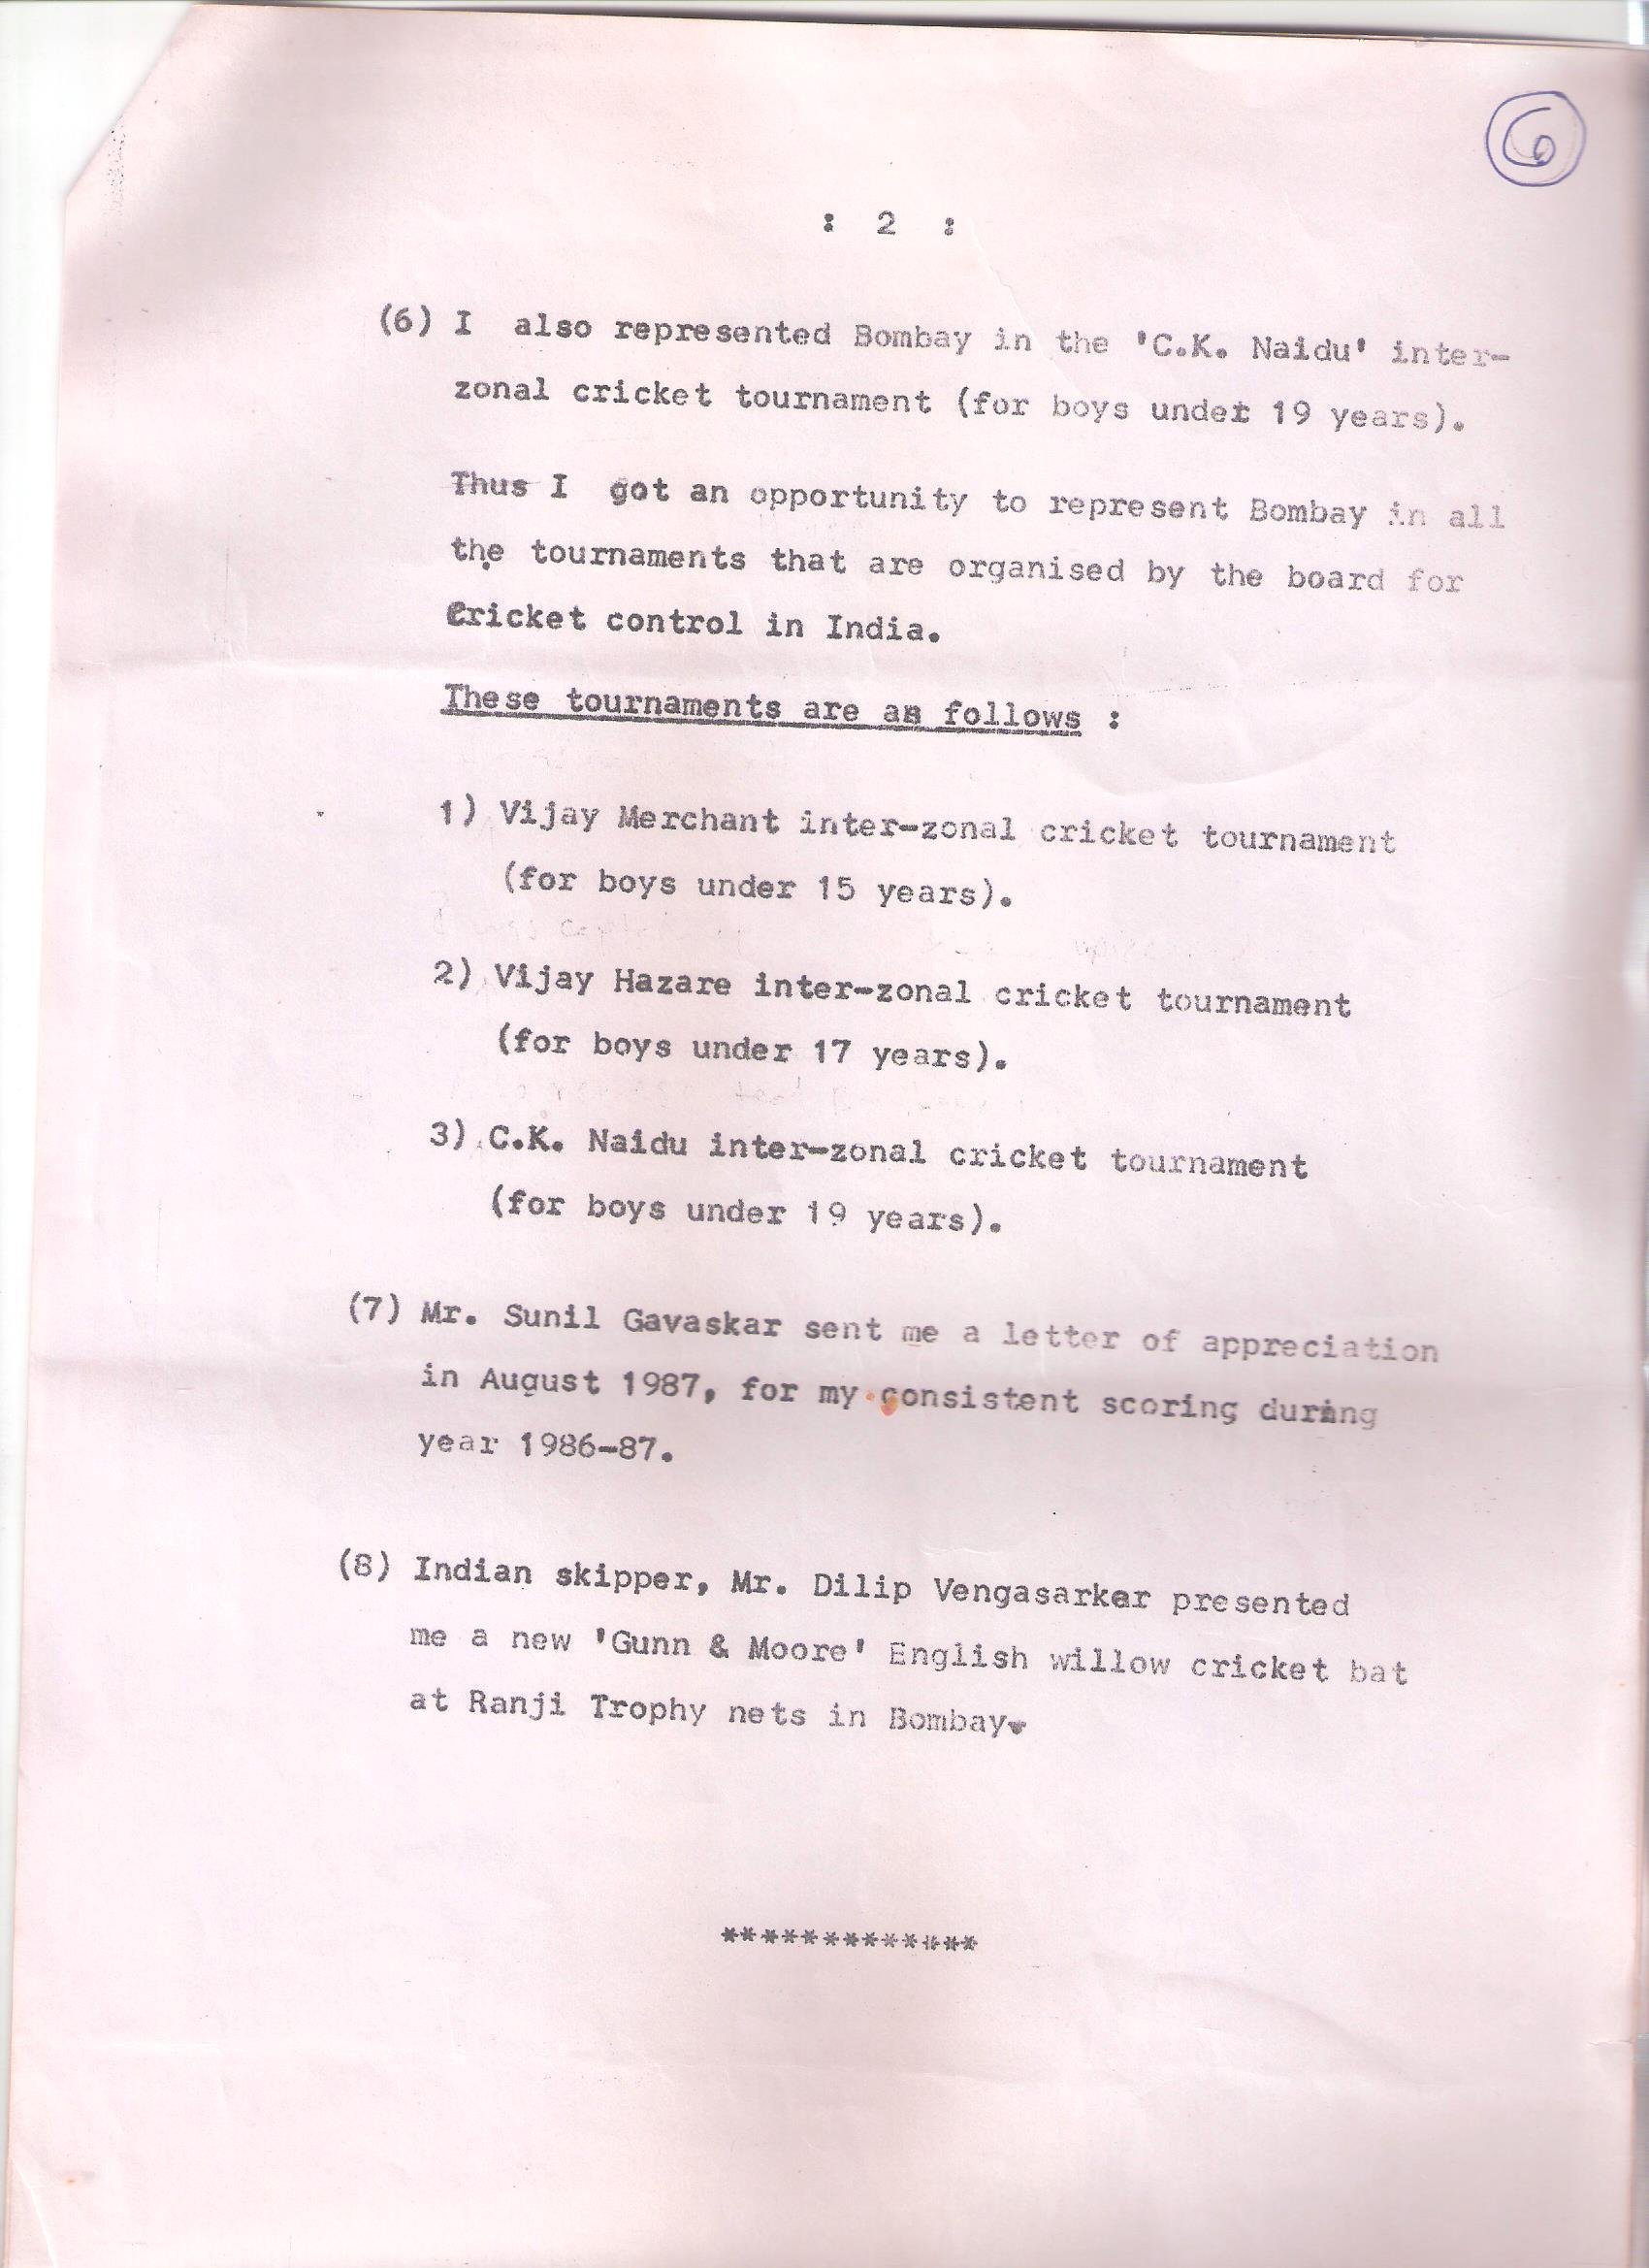 6
: 2 :
(6) I also represented Bombay in the 'C.K. Naidu' inter-
zonal cricket tournament (for boys under 19 years).
Thus I got an opportunity to represent Bombay in all
the tournaments that are organised by the board for
Cricket control in India.
These tournaments are as follows :
1) Vijay Merchant inter-zonal cricket tournament
(for boys under 15 years).
2) Vijay Hazare inter-zonal cricket tournament
(for boys under 17 years).
3) C.K. Naidu inter-zonal cricket tournament
(for boys under 19 years).
(7) Mr. Sunil Gavaskar sent me a letter of appreciation
in August 1987, for my consistent scoring during
year 1986-87.
(8) Indian skipper, Mr. Dilip Vengasarkar presented
me a new 'Gunn & Moore' English willow cricket bat
at Ranji Trophy nets in Bombay.
*************